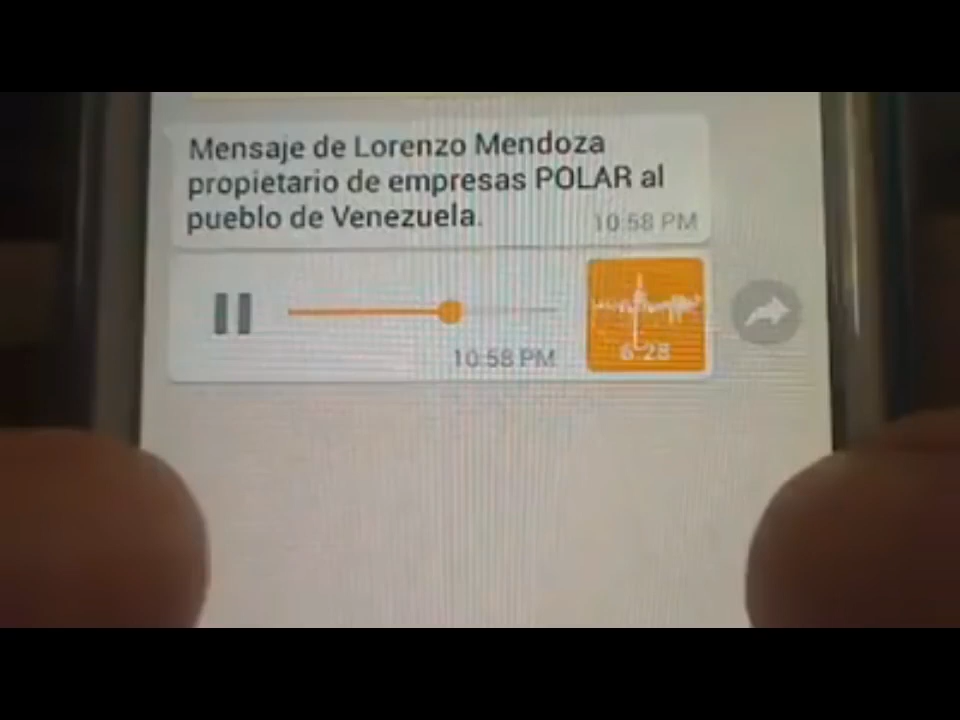 Mensaje de Lorenzo Mendoza
propietario de empresas POLAR al
pueblo de Venezuela.
10:58 PM
10:58 PM
6:28